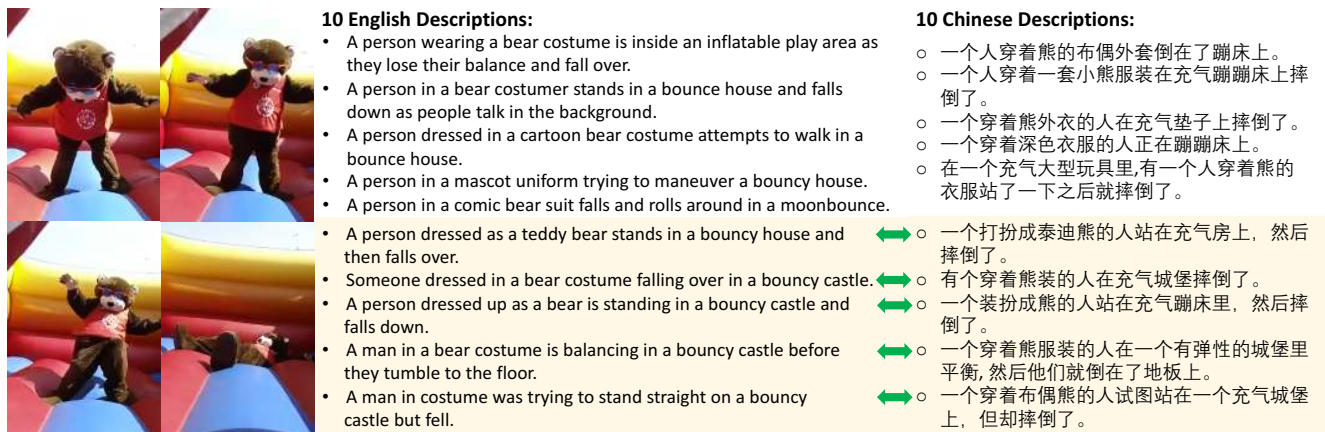 10 English Descriptions:
• A person wearing a bear costume is inside an inflatable play area as
they lose their balance and fall over.
• A person in a bear costumer stands in a bounce house and falls
down as people talk in the background.
• A person dressed in a cartoon bear costume attempts to walk in a
bounce house.
• A person in a mascot uniform trying to maneuver a bouncy house.
• A person in a comic bear suit falls and rolls around in a moonbounce.
• A person dressed as a teddy bear stands in a bouncy house and
then falls over.
• Someone dressed in a bear costume falling over in a bouncy castle.
• A person dressed up as a bear is standing in a bouncy castle and
falls down.
• A man in a bear costume is balancing in a bouncy castle before
they tumble to the floor.
• A man in costume was trying to stand straight on a bouncy
castle but fell.
10 Chinese Descriptions:
○ 一个人穿着熊的布偶外套倒在了蹦床上。
○ 一个人穿着一套小熊服装在充气蹦蹦床上摔
倒了。
○ 一个穿着熊外衣的人在充气垫子上摔倒了。
○ 一个穿着深色衣服的人正在蹦蹦床上。
○ 在一个充气大型玩具里,有一个人穿着熊的
衣服站了一下之后就摔倒了。
○ 一个打扮成泰迪熊的人站在充气房上，然后
摔倒了。
○ 有个穿着熊装的人在充气城堡摔倒了。
○ 一个装扮成熊的人站在充气蹦床里，然后摔
倒了。
○ 一个穿着熊服装的人在一个有弹性的城堡里
平衡, 然后他们就倒在了地板上。
○ 一个穿着布偶熊的人试图站在一个充气城堡
上，但却摔倒了。